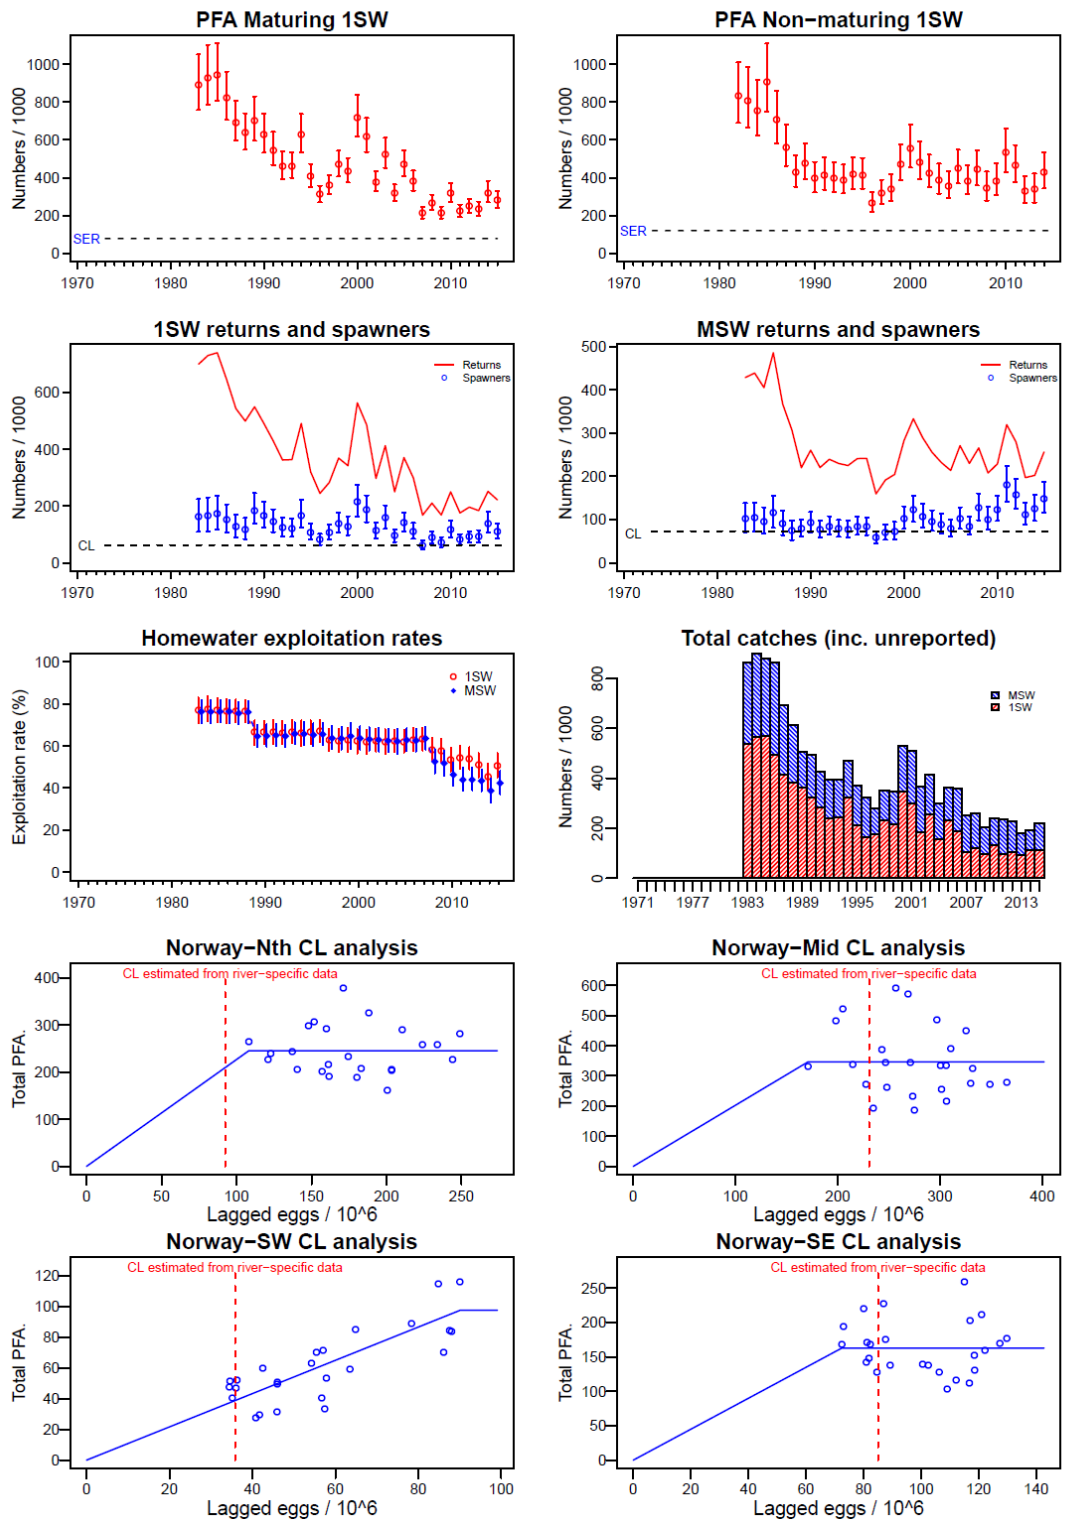 PFA Maturing 1SW
Numbers / 1000
1000
800
600
400
200
0
SER
1970 1980 1990 2000 2010
PFA Non−maturing 1SW
Numbers / 1000
1000
800
600
400
200
0
SER
1970 1980 1990 2000 2010
1SW returns and spawners
Numbers / 1000
600
400
200
0
Returns
Spawners
CL
1970 1980 1990 2000 2010
MSW returns and spawners
Numbers / 1000
500
400
300
200
100
0
Returns
Spawners
CL
1970 1980 1990 2000 2010
Homewater exploitation rates
Exploitation rate (%)
100
80
60
40
20
0
1SW
MSW
1970 1980 1990 2000 2010
Total catches (inc. unreported)
Numbers / 1000
800
600
400
200
0
MSW
1SW
1971 1977 1983 1989 1995 2001 2007 2013
Norway−Nth CL analysis
CL estimated from river−specific data
Total PFA.
400
300
200
100
0
0 50 100 150 200 250
Lagged eggs / 10^6
Norway−Mid CL analysis
CL estimated from river−specific data
Total PFA.
600
500
400
300
200
100
0
0 100 200 300 400
Lagged eggs / 10^6
Norway−SW CL analysis
CL estimated from river−specific data
Total PFA.
120
100
80
60
40
20
0
0 20 40 60 80 100
Lagged eggs / 10^6
Norway−SE CL analysis
CL estimated from river−specific data
Total PFA.
250
200
150
100
50
0
0 20 40 60 80 100 120 140
Lagged eggs / 10^6